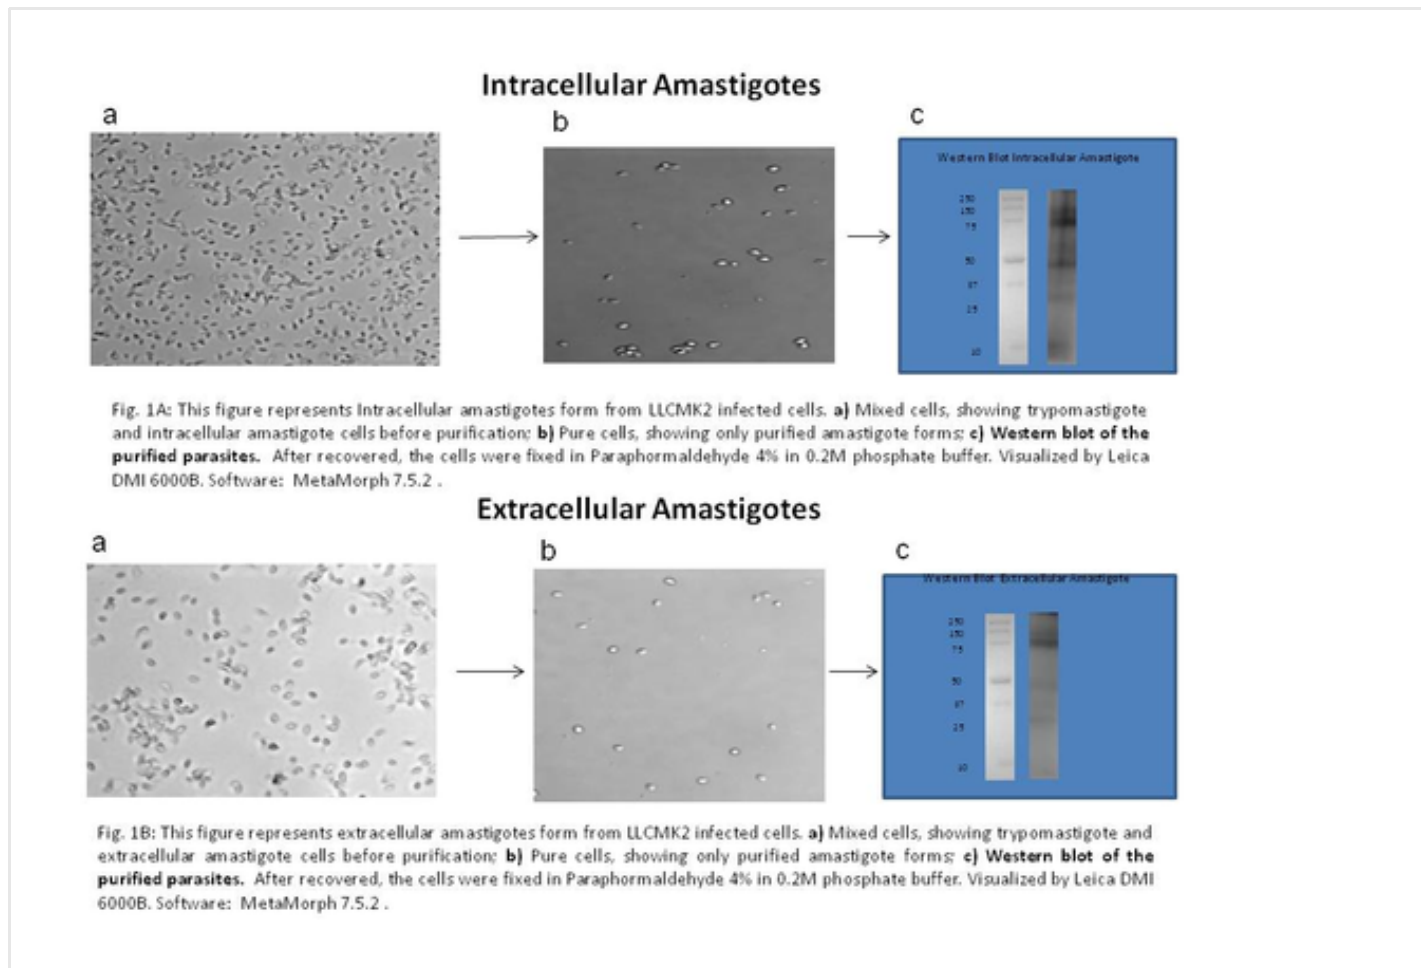 Intracellular Amastigotes
a
b
c
Western Blot Intracellular Amastigote
250
150
75
50
37
25
10
Fig. 1A: This figure represents Intracellular amastigotes form from LLCMK2 infected cells. a) Mixed cells, showing trypomastigote
and intracellular amastigote cells before purification; b) Pure cells, showing only purified amastigote forms; c) Western blot of the
purified parasites. After recovered, the cells were fixed in Paraphormaldehyde 4% in 0.2M phosphate buffer. Visualized by Leica
DMI 6000B. Software: MetaMorph 7.5.2 .
Extracellular Amastigotes
a
b
c
Western Blot Extracellular Amastigote
250
150
75
50
37
25
10
Fig. 1B: This figure represents extracellular amastigotes form from LLCMK2 infected cells. a) Mixed cells, showing trypomastigote and
extracellular amastigote cells before purification; b) Pure cells, showing only purified amastigote forms; c) Western blot of the
purified parasites. After recovered, the cells were fixed in Paraphormaldehyde 4% in 0.2M phosphate buffer. Visualized by Leica DMI
6000B. Software: MetaMorph 7.5.2 .